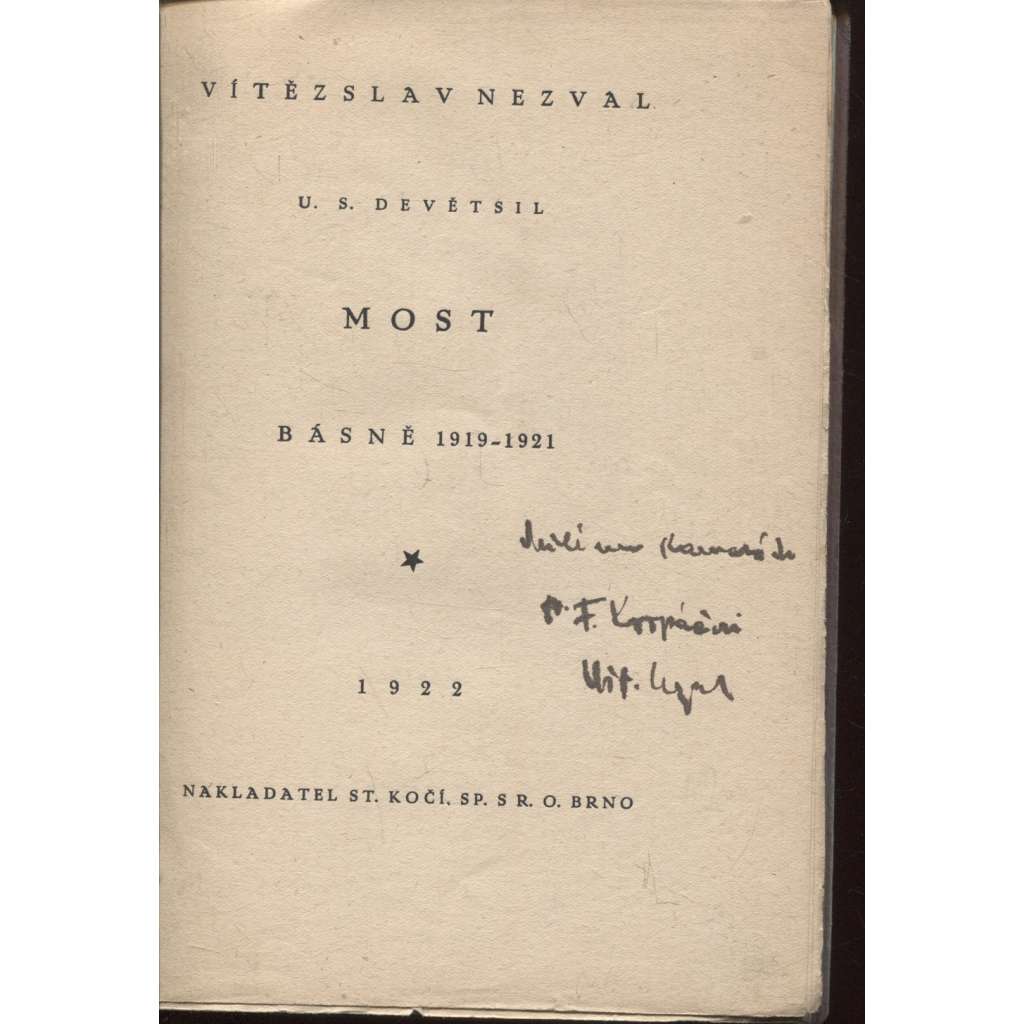 VÍTĚZSLAV NEZVAL
U. S. DEVĚTSIL
MOST
BÁSNĚ 1919-1921
1922
NAKLADATEL ST. KOČÍ, SP. S R. O. BRNO